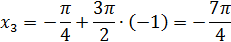 x₃ = −π/4 + 3π/2 · (−1) = −7π/4